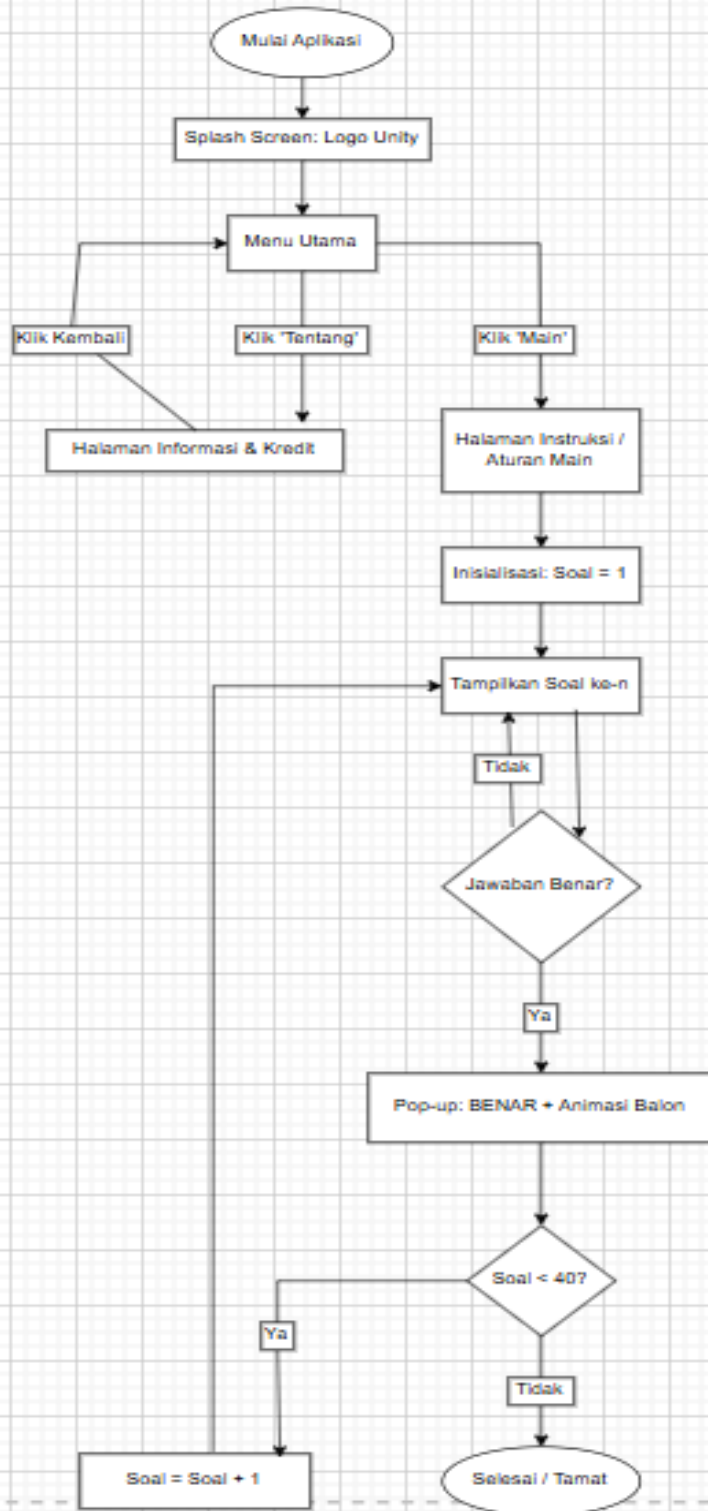 Mulai Aplikasi
Splash Screen: Logo Unity
Menu Utama
Klik Kembali
Klik 'Tentang'
Klik 'Main'
Halaman Informasi & Kredit
Halaman Instruksi /
Aturan Main
Inisialisasi: Soal = 1
Tampilkan Soal ke-n
Tidak
Jawaban Benar?
Ya
Pop-up: BENAR + Animasi Balon
Soal < 40?
Ya
Tidak
Soal = Soal + 1
Selesai / Tamat